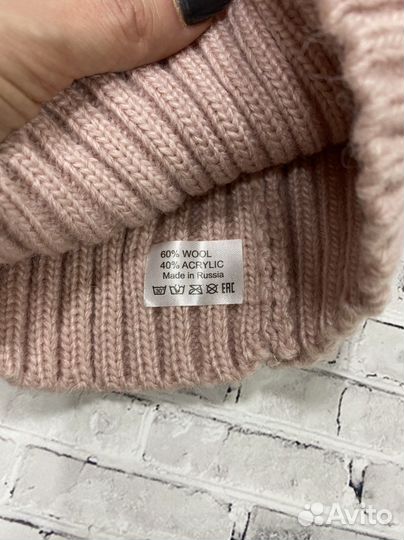 60% WOOL
40% ACRYLIC
Made in Russia
EAC
Avito